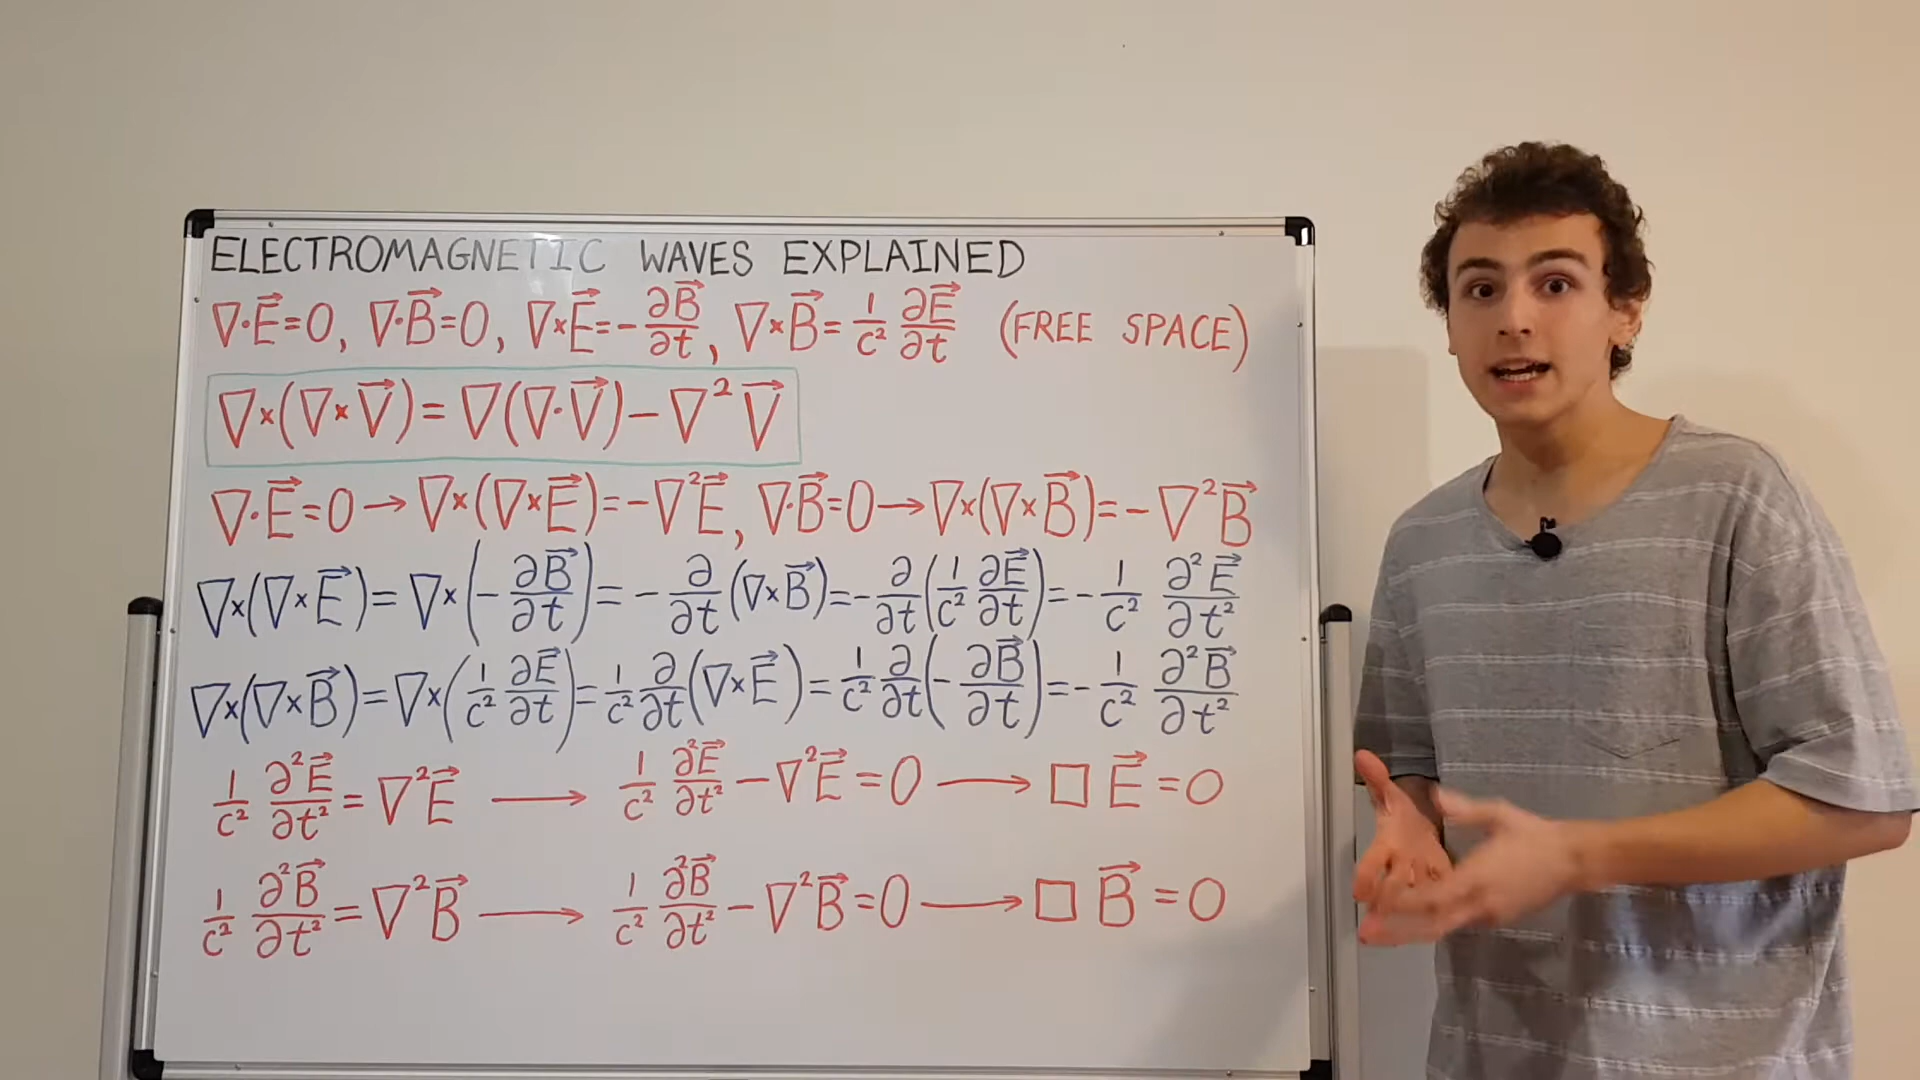 ELECTROMAGNETIC WAVES EXPLAINED
∇·E⃗=0, ∇·B⃗=0, ∇×E⃗=-∂B⃗/∂t, ∇×B⃗=1/c² ∂E⃗/∂t (FREE SPACE)
∇×(∇×V⃗)=∇(∇·V⃗)-∇²V⃗
∇·E⃗=0→∇×(∇×E⃗)=-∇²E⃗, ∇·B⃗=0→∇×(∇×B⃗)=-∇²B⃗
∇×(∇×E⃗)=∇×(-∂B⃗/∂t)=-∂/∂t(∇×B⃗)=-∂/∂t(1/c² ∂E⃗/∂t)=-1/c² ∂²E⃗/∂t²
∇×(∇×B⃗)=∇×(1/c² ∂E⃗/∂t)=1/c² ∂/∂t(∇×E⃗)=1/c² ∂/∂t(-∂B⃗/∂t)=-1/c² ∂²B⃗/∂t²
1/c² ∂²E⃗/∂t²=∇²E⃗ → 1/c² ∂²E⃗/∂t²-∇²E⃗=0 → □E⃗=0
1/c² ∂²B⃗/∂t²=∇²B⃗ → 1/c² ∂²B⃗/∂t²-∇²B⃗=0 → □B⃗=0